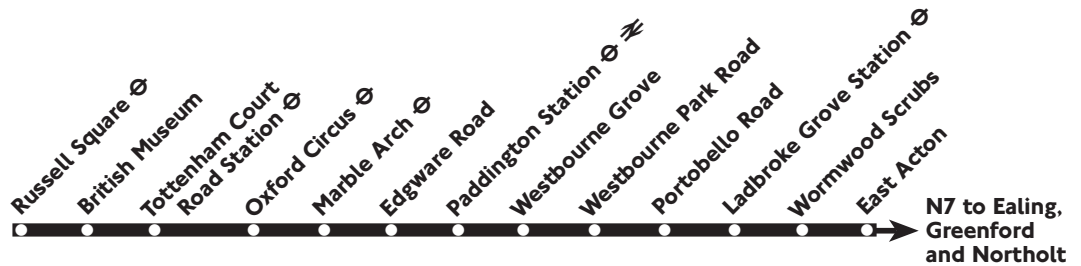 Russell Square
British Museum
Tottenham Court
Road Station
Oxford Circus
Marble Arch
Edgware Road
Paddington Station
Westbourne Grove
Westbourne Park Road
Portobello Road
Ladbroke Grove Station
Wormwood Scrubs
East Acton
N7 to Ealing,
Greenford
and Northolt